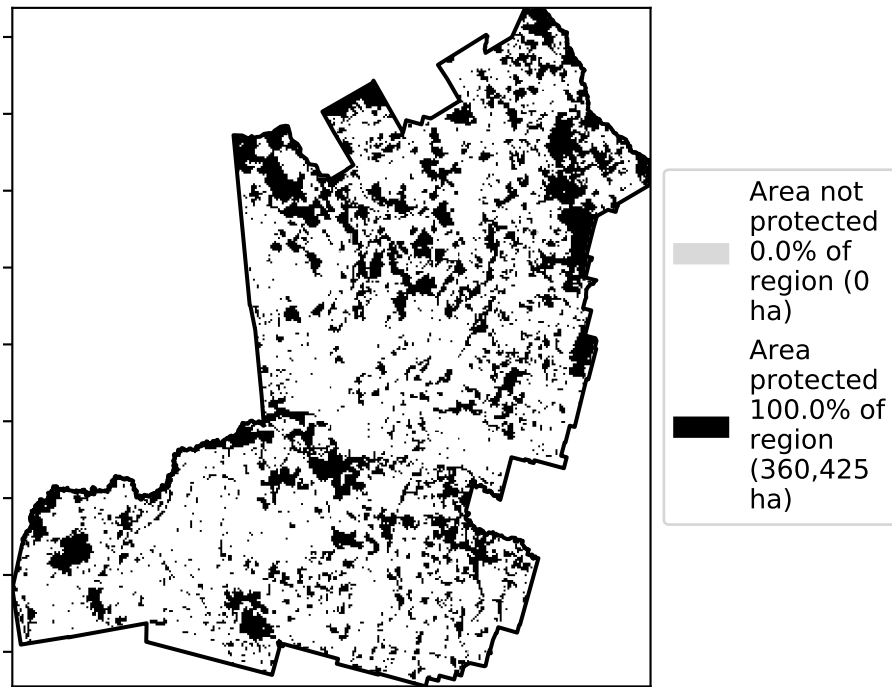 Area not
protected
0.0% of
region (0
ha)
Area
protected
100.0% of
region
(360,425
ha)